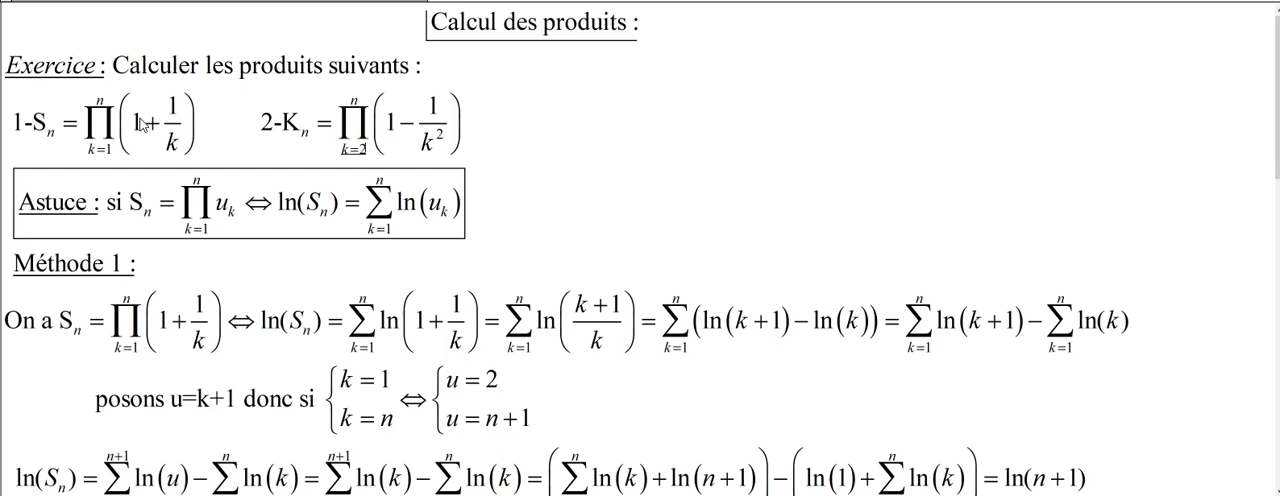 Calcul des produits :
Exercice : Calculer les produits suivants :
1-S_n = ∏_{k=1}^{n} (1 + 1/k)    2-K_n = ∏_{k=2}^{n} (1 − 1/k²)
Astuce : si S_n = ∏_{k=1}^{n} u_k ⇔ ln(S_n) = ∑_{k=1}^{n} ln(u_k)
Méthode 1 :
On a S_n = ∏_{k=1}^{n} (1 + 1/k) ⇔ ln(S_n) = ∑_{k=1}^{n} ln(1 + 1/k) = ∑_{k=1}^{n} ln((k+1)/k) = ∑_{k=1}^{n} (ln(k+1) − ln(k)) = ∑_{k=1}^{n} ln(k+1) − ∑_{k=1}^{n} ln(k)
posons u=k+1 donc si { k = 1 ; k = n ⇔ { u = 2 ; u = n+1
ln(S_n) = ∑^{n+1} ln(u) − ∑^{n} ln(k) = ∑^{n+1} ln(k) − ∑^{n} ln(k) = (∑^{n} ln(k) + ln(n+1)) − (ln(1) + ∑^{n} ln(k)) = ln(n+1)